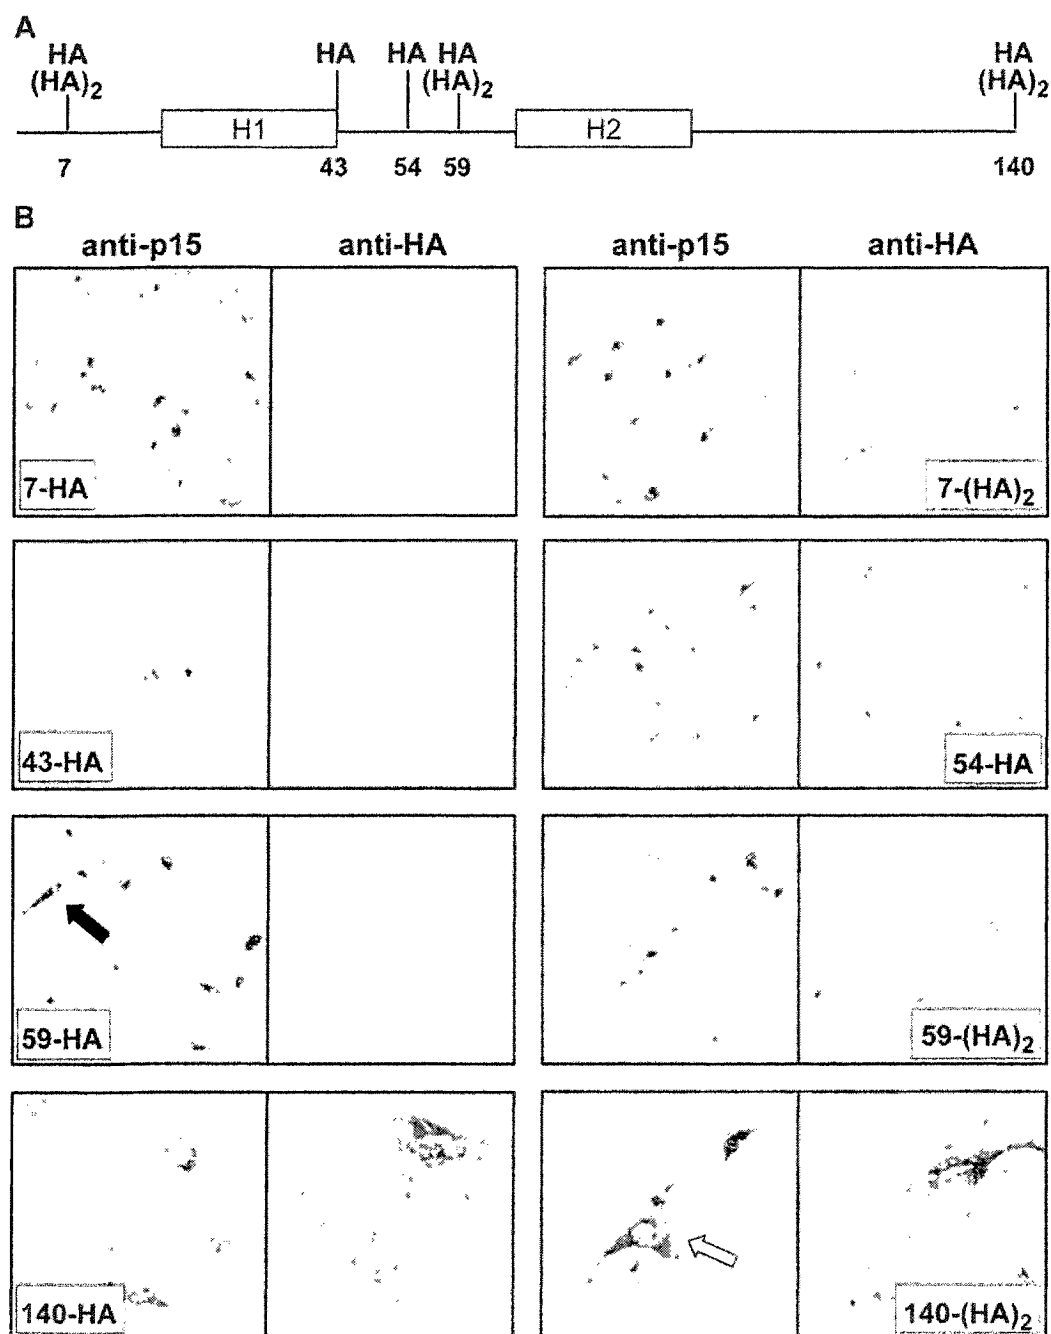 A
HA HA HA HA HA
(HA)2 (HA)2 (HA)2
H1 H2
7 43 54 59 140
B
anti-p15 anti-HA anti-p15 anti-HA
7-HA 7-(HA)2
43-HA 54-HA
59-HA 59-(HA)2
140-HA 140-(HA)2